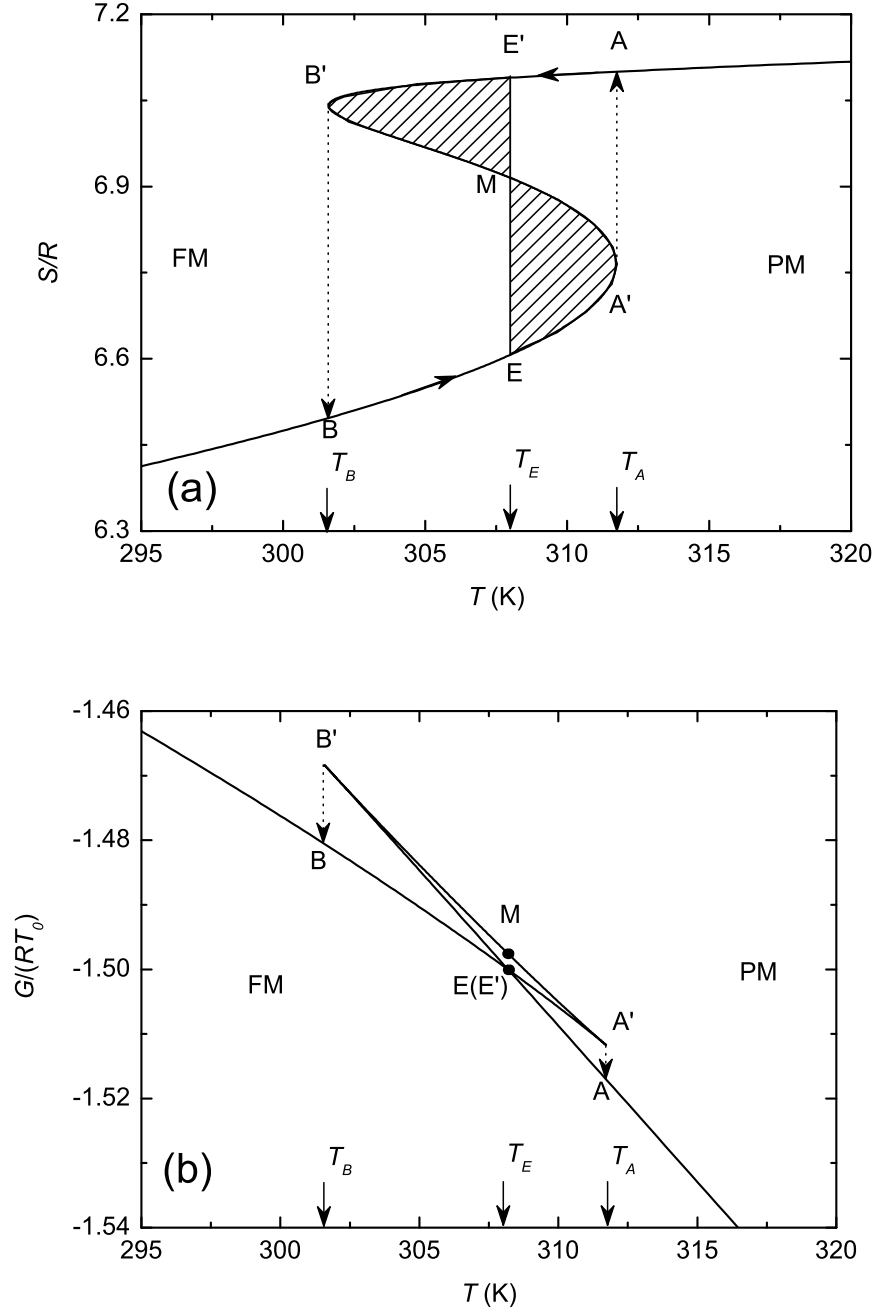 7.2
E' A
B'
6.9
M
S/R
FM PM
A'
6.6
E
B
T_B T_E T_A
(a)
6.3
295 300 305 310 315 320
T (K)
-1.46
B'
-1.48
B
M
G/(RT_0)
-1.50
FM E(E') PM
A'
-1.52
A
T_B T_E T_A
(b)
-1.54
295 300 305 310 315 320
T (K)